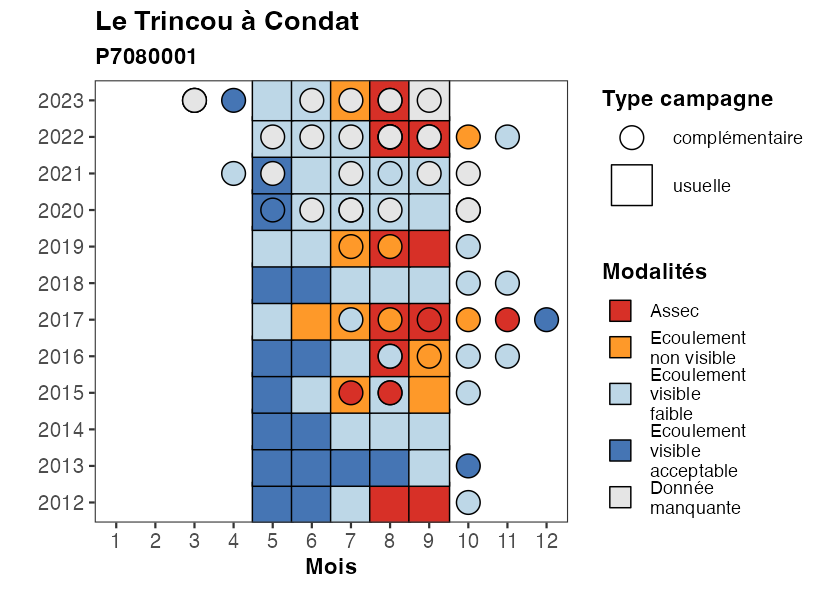 Le Trincou à Condat
P7080001
2023
2022
2021
2020
2019
2018
2017
2016
2015
2014
2013
2012
1 2 3 4 5 6 7 8 9 10 11 12
Mois
Type campagne
complémentaire
usuelle
Modalités
Assec
Ecoulement
non visible
Ecoulement
visible
faible
Ecoulement
visible
acceptable
Donnée
manquante